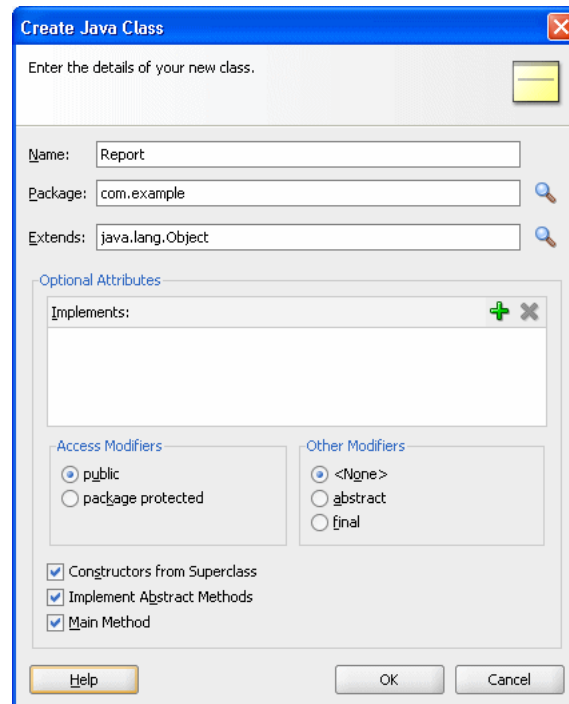 Create Java Class
Enter the details of your new class.
Name: Report
Package: com.example
Extends: java.lang.Object
Optional Attributes
Implements:
Access Modifiers
public
package protected
Other Modifiers
<None>
abstract
final
Constructors from Superclass
Implement Abstract Methods
Main Method
Help OK Cancel